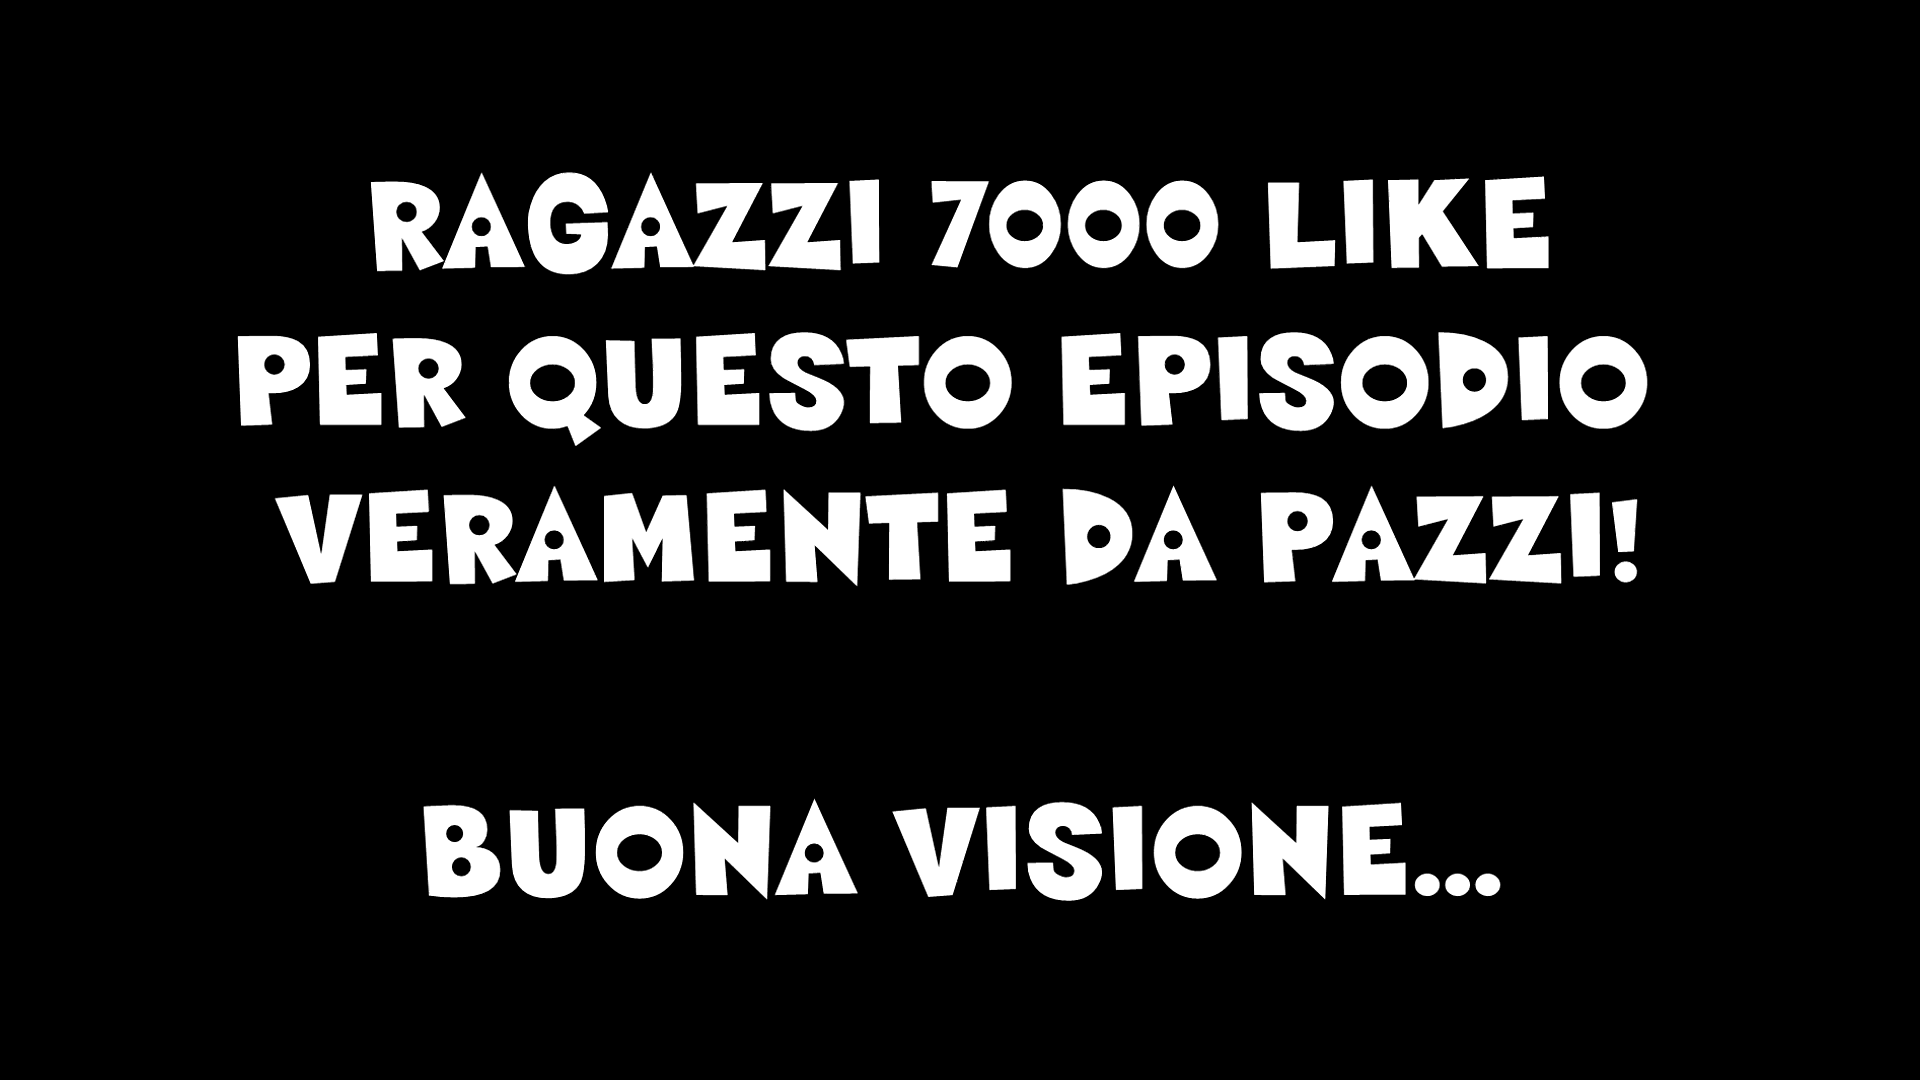 RAGAZZI 7000 LIKE
PER QUESTO EPISODIO
VERAMENTE DA PAZZI!
BUONA VISIONE...